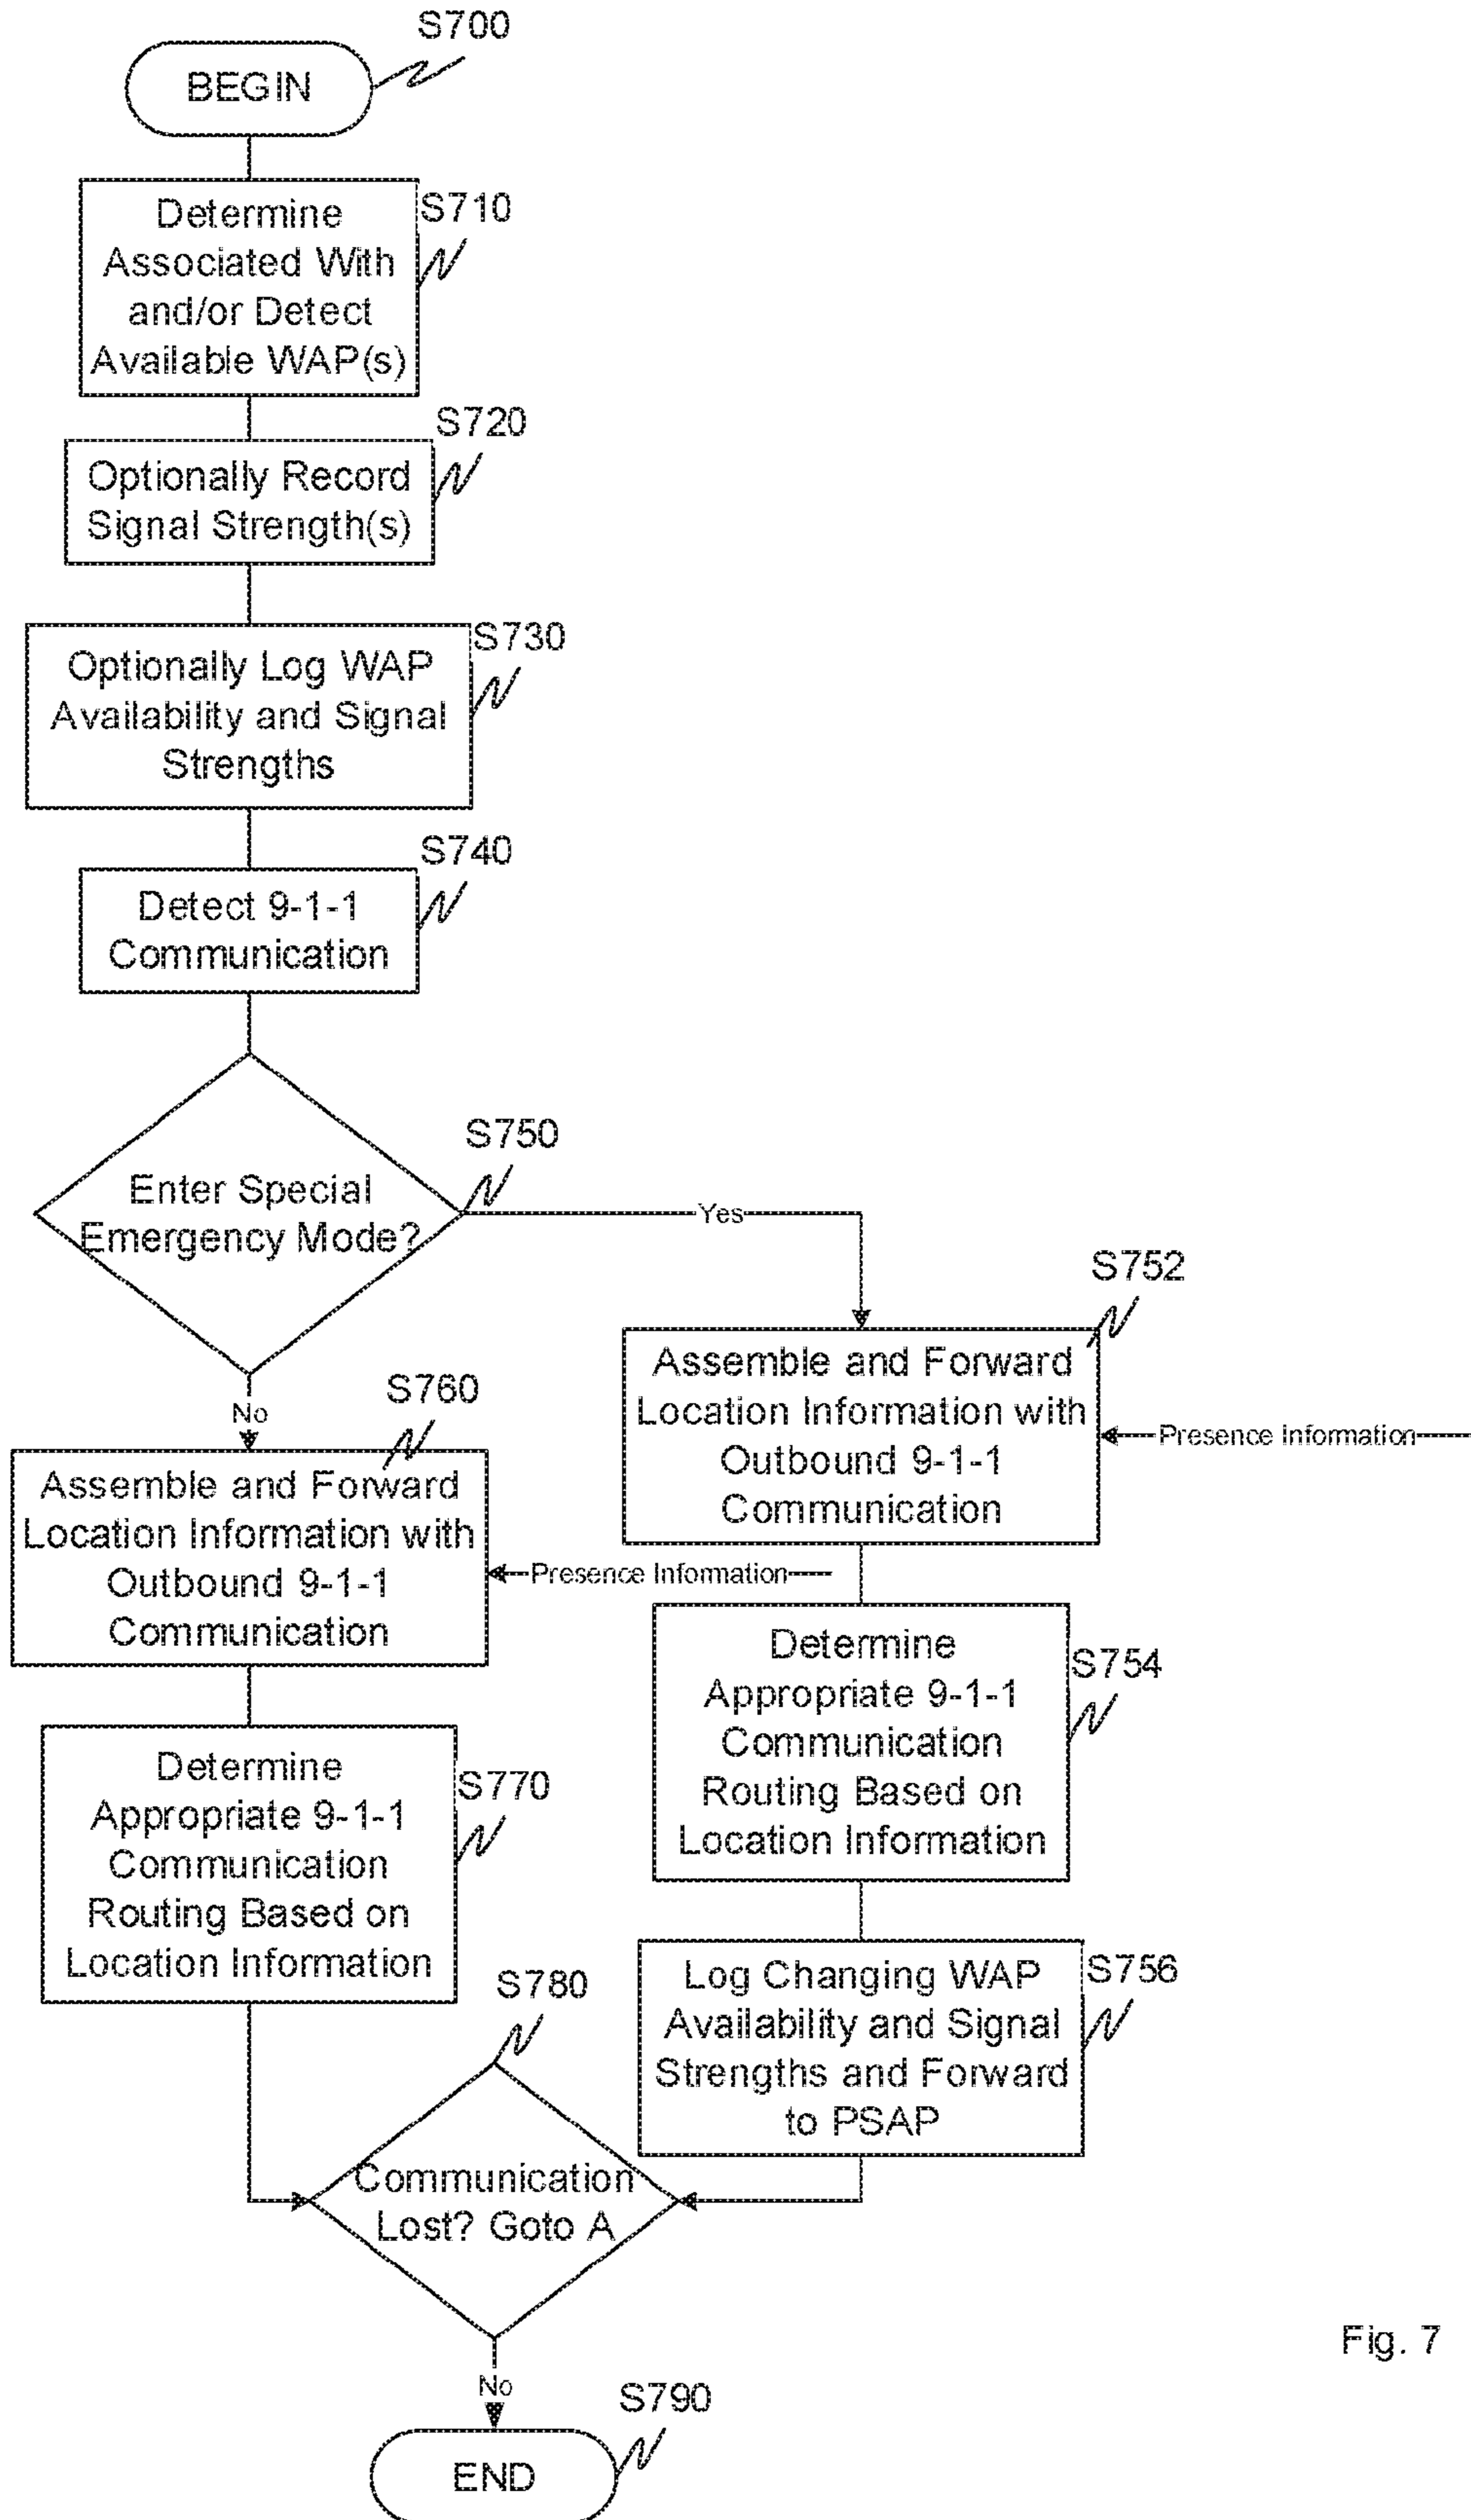 S700
BEGIN
S710
Determine
Associated With
and/or Detect
Available WAP(s)
S720
Optionally Record
Signal Strength(s)
S730
Optionally Log WAP
Availability and Signal
Strengths
S740
Detect 9-1-1
Communication
S750
Enter Special
Emergency Mode?
Yes
S752
Assemble and Forward
Location Information with
Outbound 9-1-1
Communication
Presence Information
No
S760
Assemble and Forward
Location Information with
Outbound 9-1-1
Communication
Presence Information
S754
Determine
Appropriate 9-1-1
Communication
Routing Based on
Location Information
S770
Determine
Appropriate 9-1-1
Communication
Routing Based on
Location Information
S756
Log Changing WAP
Availability and Signal
Strengths and Forward
to PSAP
S780
Communication
Lost? Goto A
No
S790
END
Fig. 7